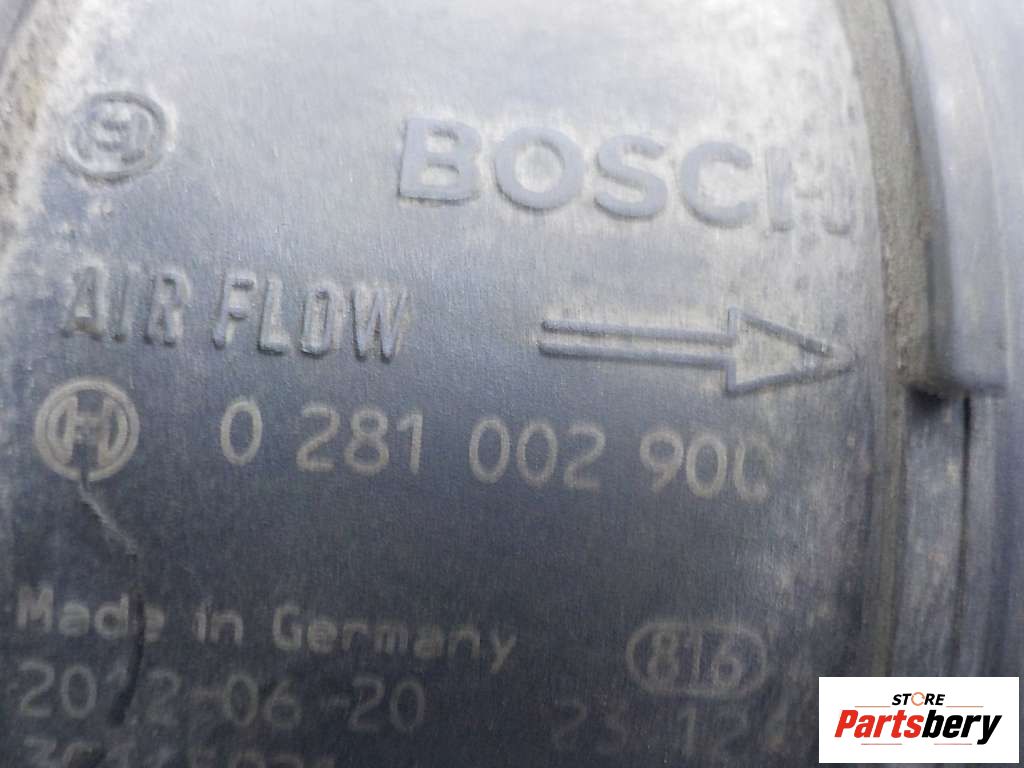 BOSCH
AIR FLOW
0 281 002 900
Made in Germany
816
2012-06-20
STORE
Partsbery